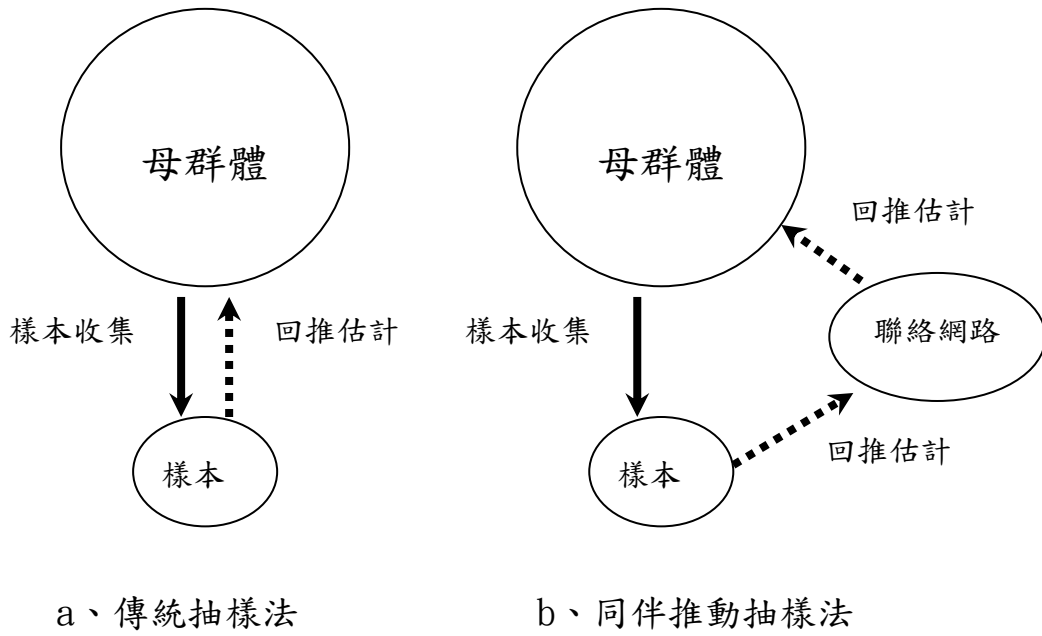 母群體
樣本收集
回推估計
樣本
a、傳統抽樣法
母群體
回推估計
樣本收集
聯絡網路
回推估計
樣本
b、同伴推動抽樣法